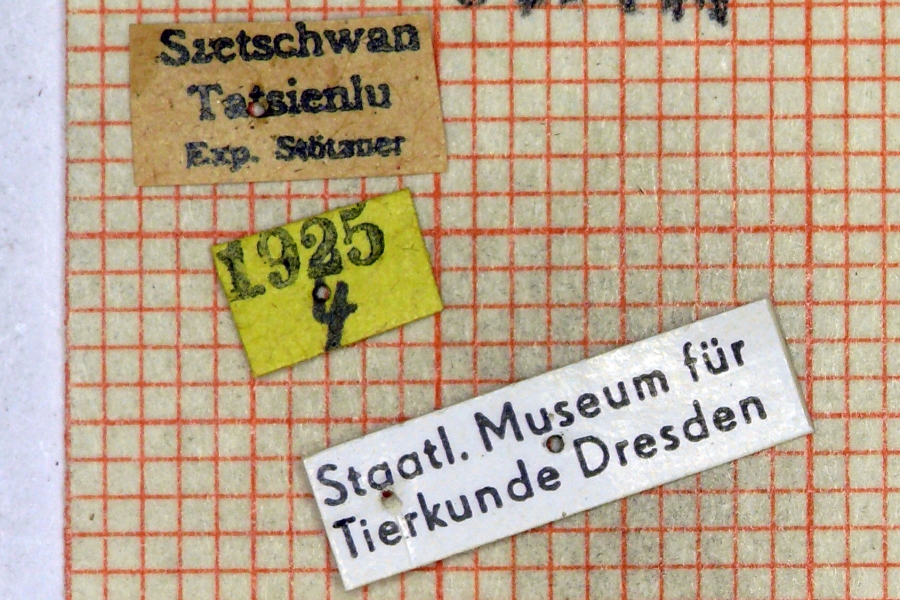 Szetschwan
Tatsienlu
Exp. Stötzner
1925
4
Staatl. Museum für
Tierkunde Dresden